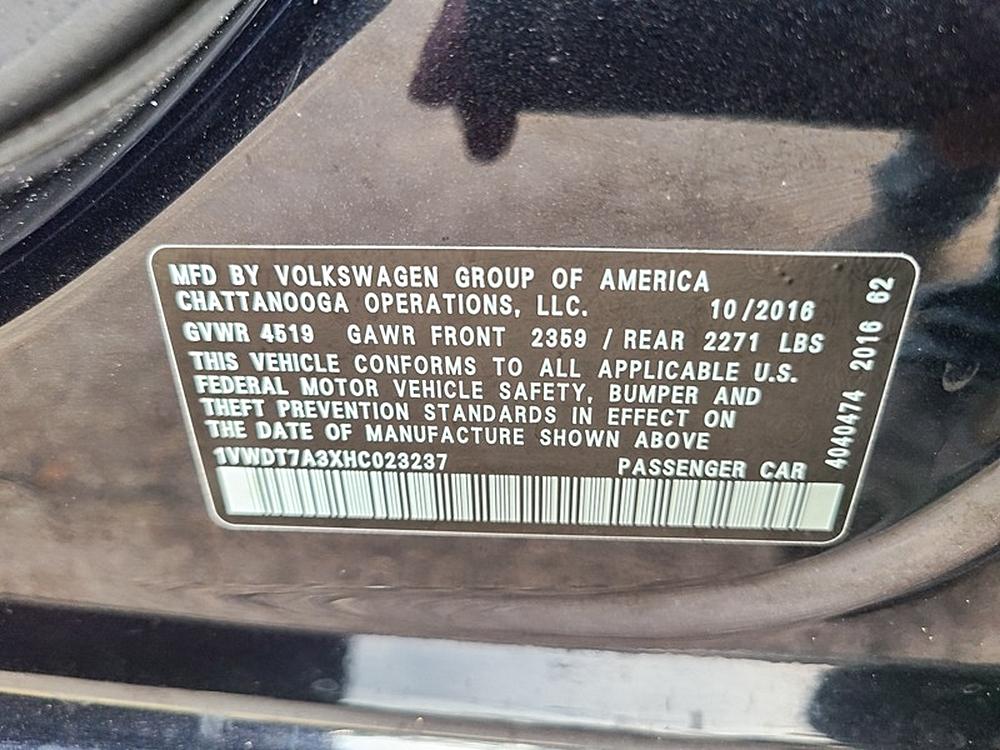 MFD BY VOLKSWAGEN GROUP OF AMERICA
CHATTANOOGA OPERATIONS, LLC. 10/2016
GVWR 4519 GAWR FRONT 2359 / REAR 2271 LBS
THIS VEHICLE CONFORMS TO ALL APPLICABLE U.S.
FEDERAL MOTOR VEHICLE SAFETY, BUMPER AND
THEFT PREVENTION STANDARDS IN EFFECT ON
THE DATE OF MANUFACTURE SHOWN ABOVE
1VWDT7A3XHC023237 PASSENGER CAR
4040474 2016 62